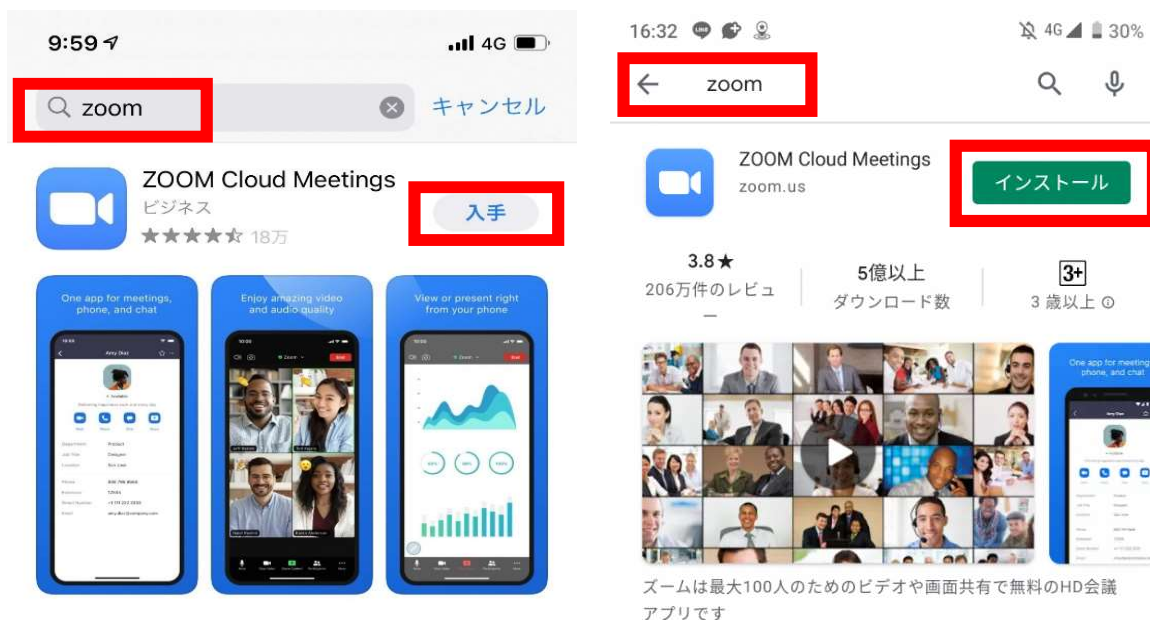 9:59
4G
zoom
キャンセル
ZOOM Cloud Meetings
ビジネス
18万
入手
One app for meetings,
phone, and chat
Enjoy amazing video
and audio quality
View or present right
from your phone
Amy Diaz
Zoom
16:32
4G
30%
zoom
ZOOM Cloud Meetings
zoom.us
インストール
3.8★
206万件のレビュ
ー
5億以上
ダウンロード数
3+
3 歳以上
One app for meeting
phone, and chat
ズームは最大100人のためのビデオや画面共有で無料のHD会議
アプリです